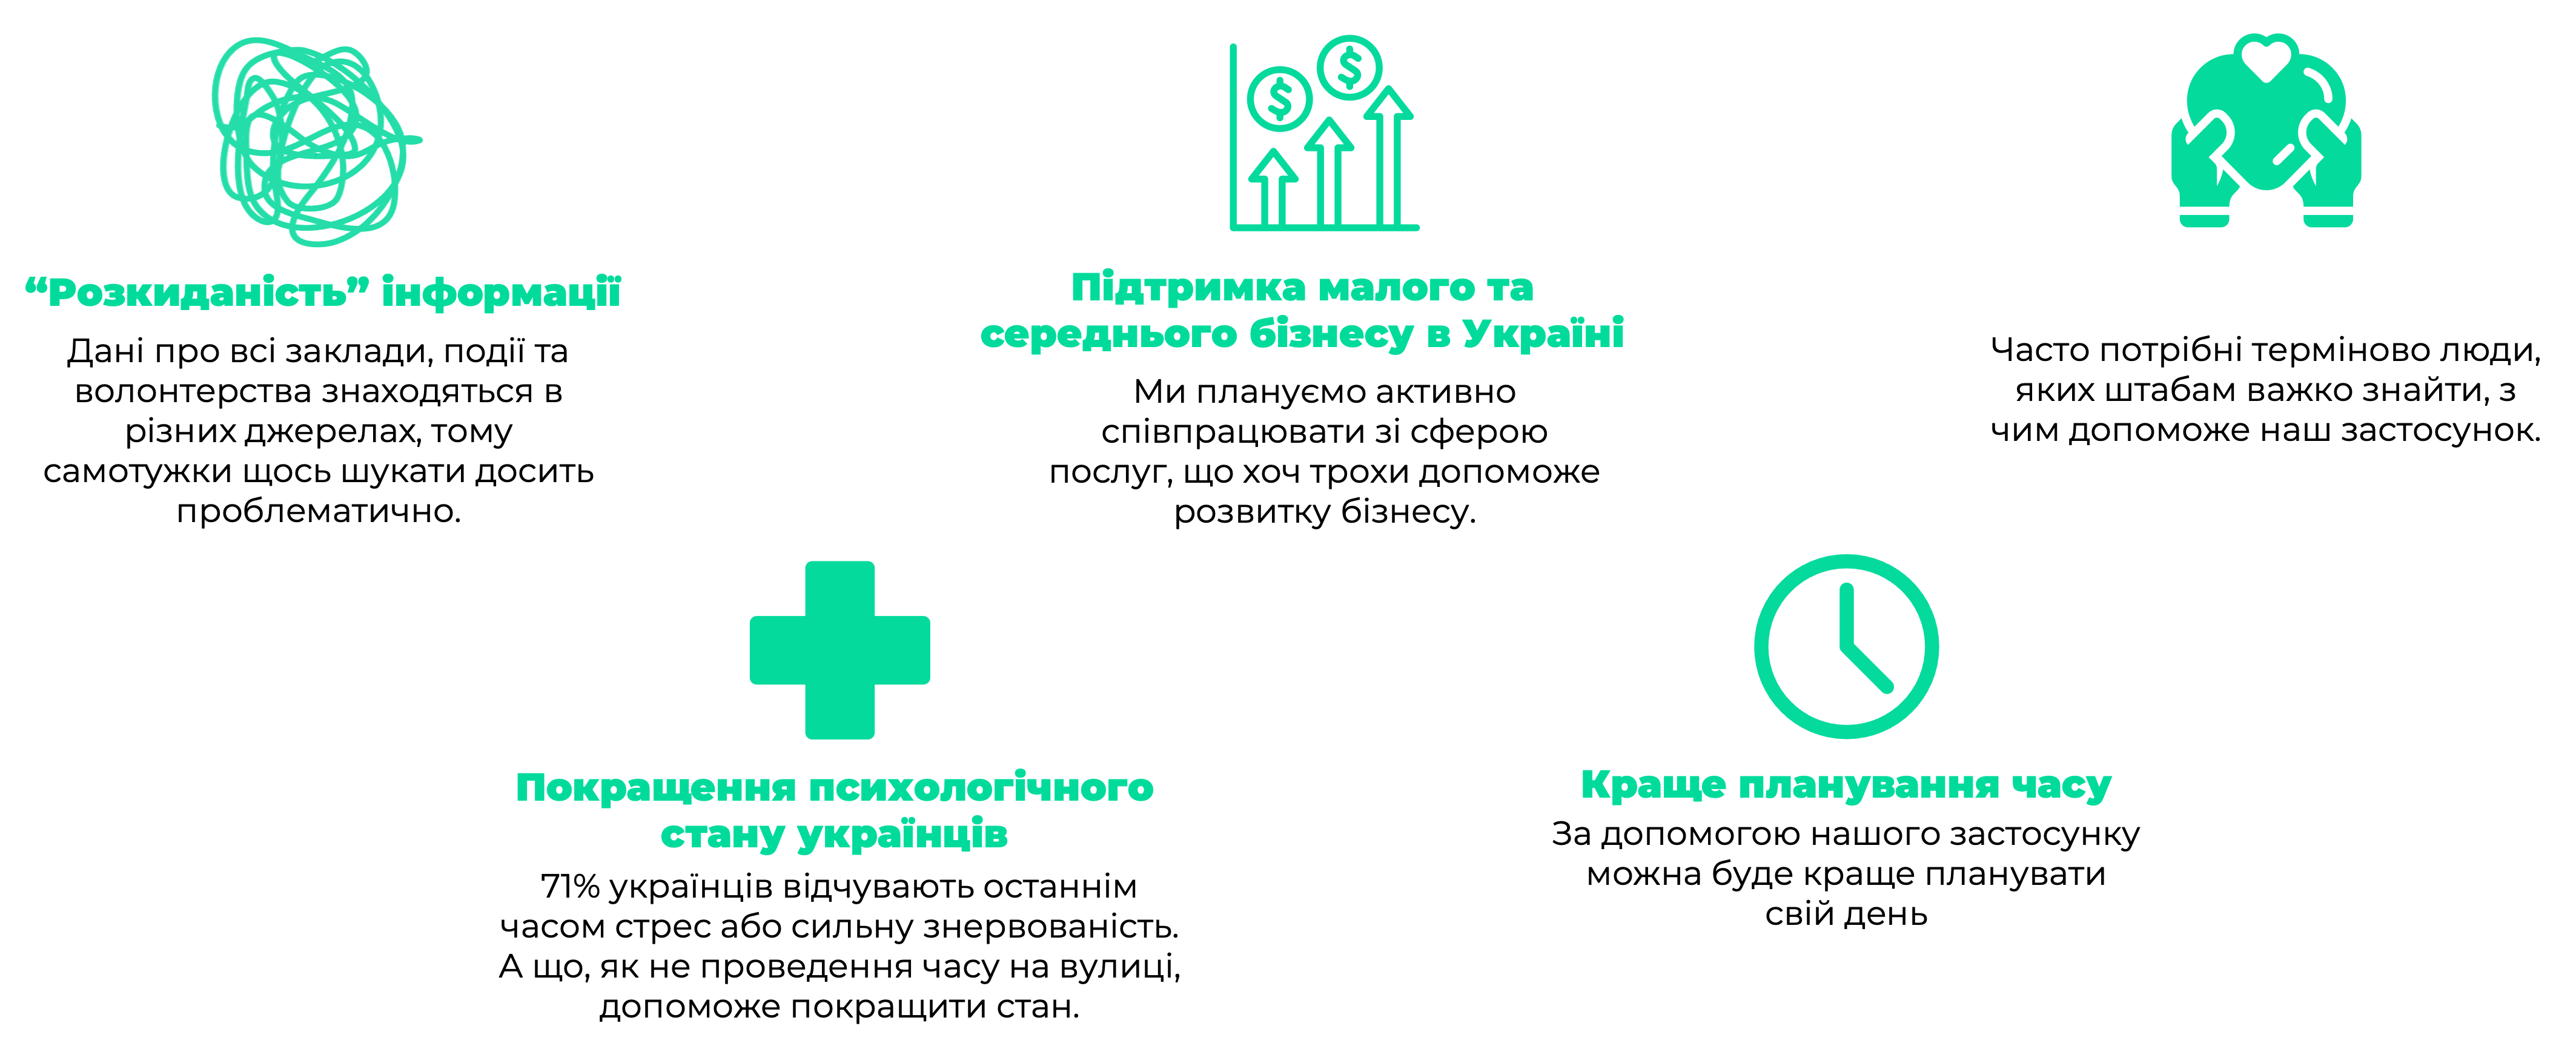 “Розкиданість” інформації
Дані про всі заклади, події та
волонтерства знаходяться в
різних джерелах, тому
самотужки щось шукати досить
проблематично.
Підтримка малого та
середнього бізнесу в Україні
Ми плануємо активно
співпрацювати зі сферою
послуг, що хоч трохи допоможе
розвитку бізнесу.
Часто потрібні терміново люди,
яких штабам важко знайти, з
чим допоможе наш застосунок.
Покращення психологічного
стану українців
71% українців відчувають останнім
часом стрес або сильну знервованість.
А що, як не проведення часу на вулиці,
допоможе покращити стан.
Краще планування часу
За допомогою нашого застосунку
можна буде краще планувати
свій день